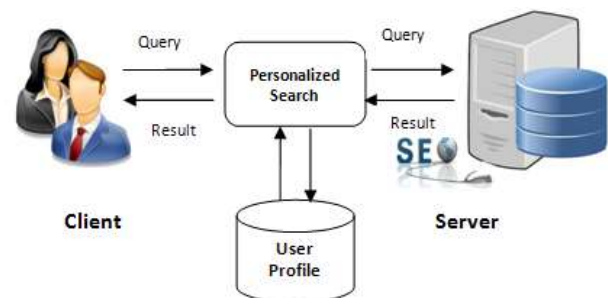 Query
Query
Personalized
Search
Result
Result
SEO
Client
Server
User
Profile